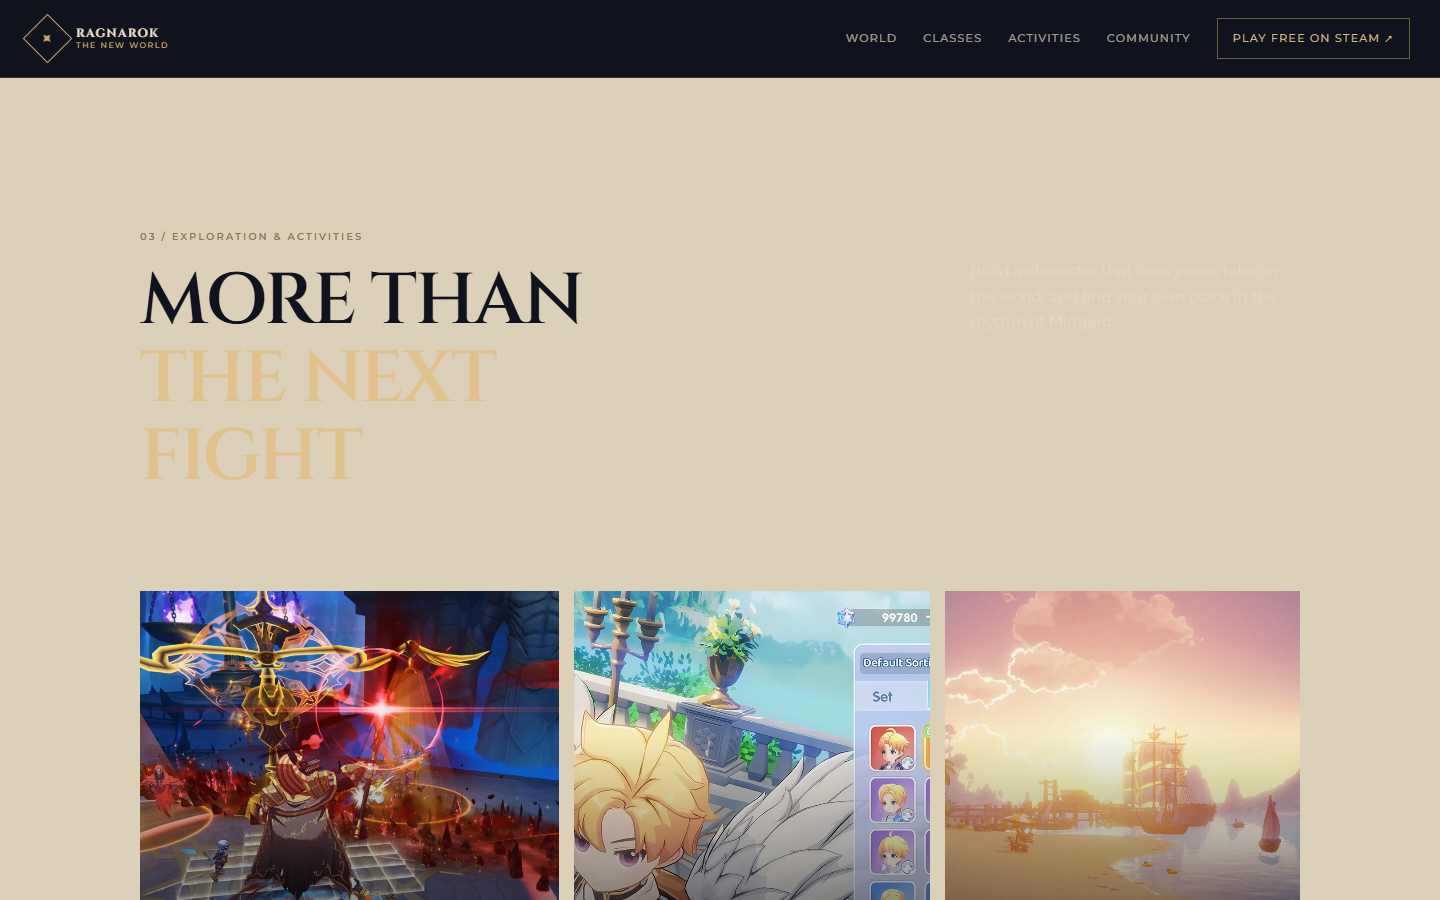 RAGNAROK
THE NEW WORLD
WORLD CLASSES ACTIVITIES COMMUNITY PLAY FREE ON STEAM ↗
03 / EXPLORATION & ACTIVITIES
MORE THAN
THE NEXT
FIGHT
Build a character that feels yours, take on
the world, and find your own place in the
rhythm of Midgard.
99780
Default Sorti
Set